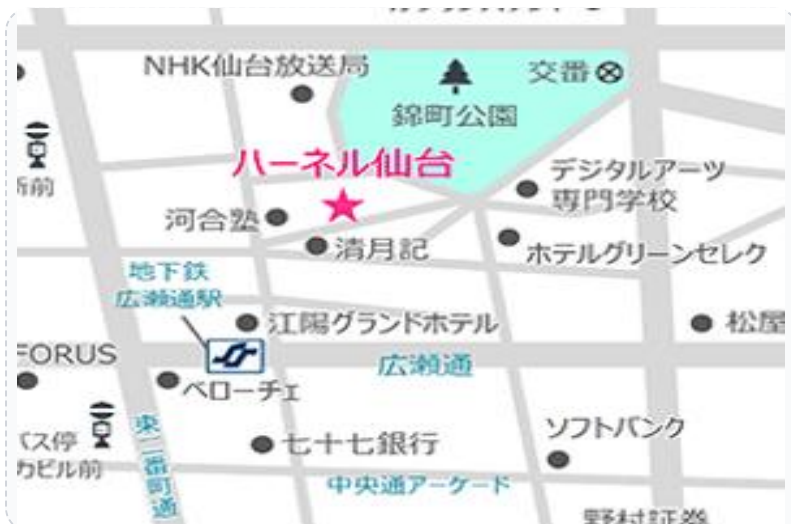 NHK仙台放送局
交番
錦町公園
ハーネル仙台
デジタルアーツ
専門学校
河合塾
清月記
ホテルグリーンセレク
地下鉄
広瀬通駅
江陽グランドホテル
松屋
FORUS
広瀬通
ベローチェ
ソフトバンク
バス停
七十七銀行
東二番町通
中央通アーケード
野村証券